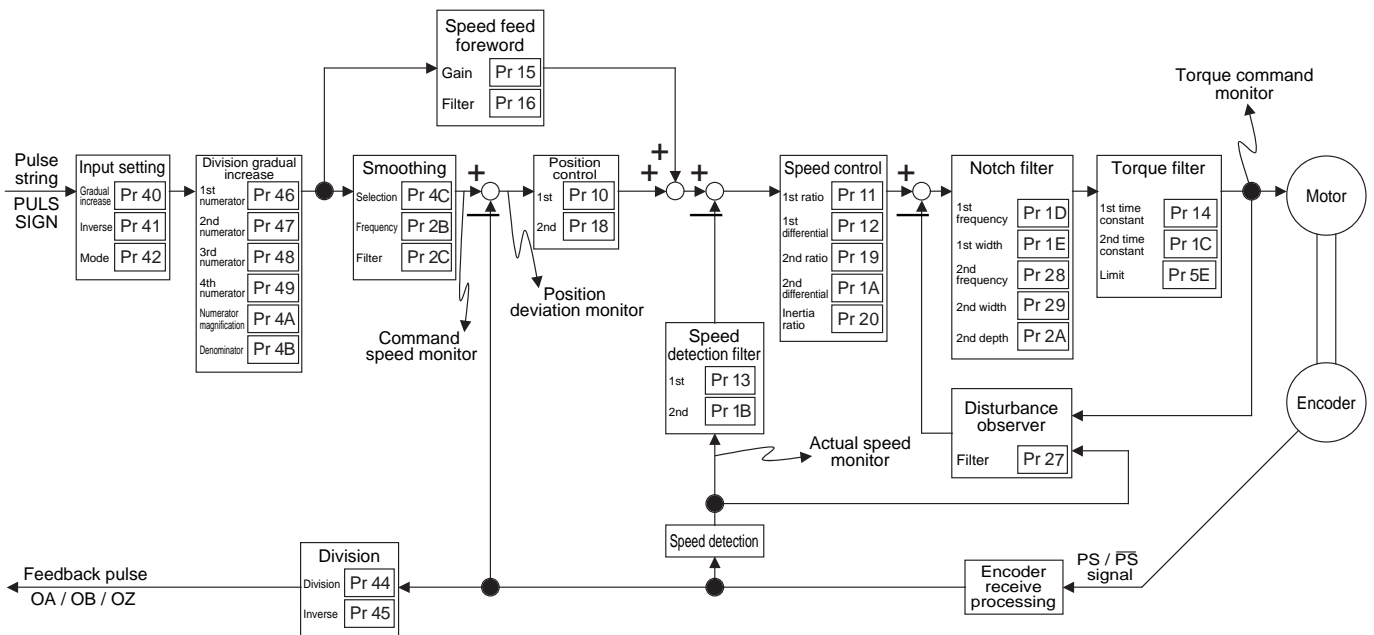 Speed feed
foreword
Gain Pr 15
Filter Pr 16
Torque command
monitor
Pulse
string
PULS
SIGN
Input setting
Gradual
increase Pr 40
Inverse Pr 41
Mode Pr 42
Division gradual
increase
1st
numerator Pr 46
2nd
numerator Pr 47
3rd
numerator Pr 48
4th
numerator Pr 49
Numerator
magnification Pr 4A
Denominator Pr 4B
Smoothing
Selection Pr 4C
Frequency Pr 2B
Filter Pr 2C
+
Position
control
1st Pr 10
2nd Pr 18
+
+
+
Speed control
1st ratio Pr 11
1st
differential Pr 12
2nd ratio Pr 19
2nd
differential Pr 1A
Inertia
ratio Pr 20
+
Notch filter
1st
frequency Pr 1D
1st width Pr 1E
2nd
frequency Pr 28
2nd width Pr 29
2nd depth Pr 2A
Torque filter
1st time
constant Pr 14
2nd time
constant Pr 1C
Limit Pr 5E
Motor
Position
deviation monitor
Command
speed monitor
Speed
detection filter
1st Pr 13
2nd Pr 1B
Disturbance
observer
Filter Pr 27
Encoder
Actual speed
monitor
Speed detection
Feedback pulse
OA / OB / OZ
Division
Division Pr 44
Inverse Pr 45
Encoder
receive
processing
PS / P̅S̅
signal